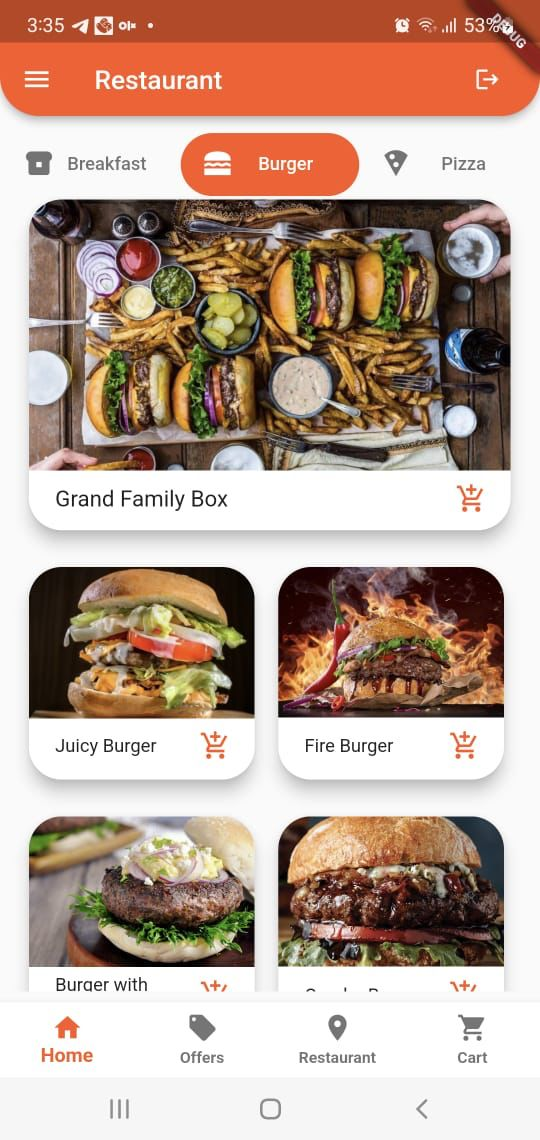 3:35
olx
53%
DEBUG
Restaurant
Breakfast
Burger
Pizza
Grand Family Box
Juicy Burger
Fire Burger
Burger with
Home
Offers
Restaurant
Cart